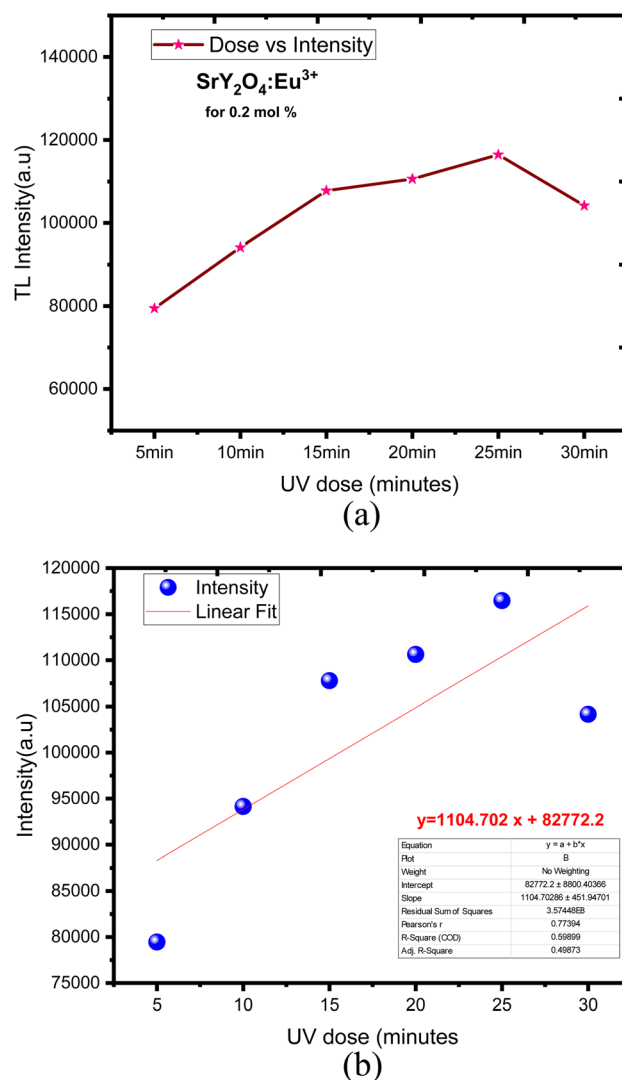 Dose vs Intensity
SrY₂O₄:Eu³⁺
for 0.2 mol %
TL Intensity(a.u)
140000
120000
100000
80000
60000
5min 10min 15min 20min 25min 30min
UV dose (minutes)
(a)
Intensity
Linear Fit
Intensity(a.u)
120000
115000
110000
105000
100000
95000
90000
85000
80000
75000
y=1104.702 x + 82772.2
Equation y = a + b*x
Plot B
Weight No Weighting
Intercept 82772.2 ± 8800.40366
Slope 1104.70286 ± 451.94701
Residual Sum of Squares 3.57448E8
Pearson's r 0.77394
R-Square (COD) 0.59899
Adj. R-Square 0.49873
5 10 15 20 25 30
UV dose (minutes
(b)